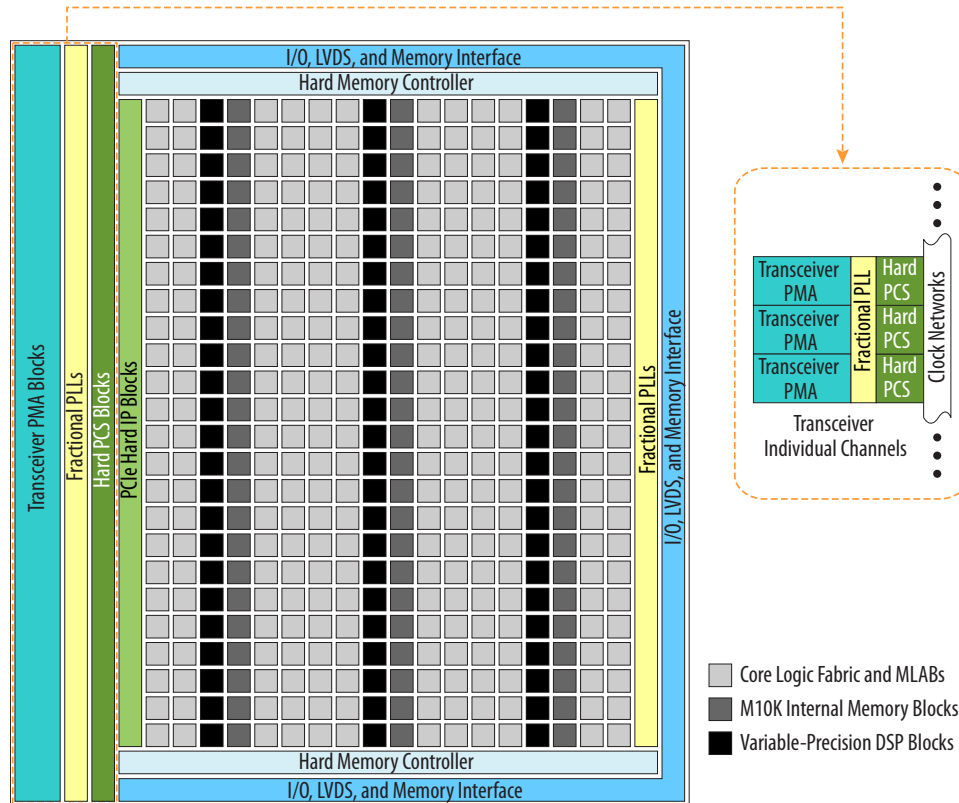 I/O, LVDS, and Memory Interface
Hard Memory Controller
Transceiver PMA Blocks
Fractional PLLs
Hard PCS Blocks
PCIe Hard IP Blocks
Fractional PLLs
I/O, LVDS, and Memory Interface
Hard Memory Controller
I/O, LVDS, and Memory Interface
Transceiver
PMA
Transceiver
PMA
Transceiver
PMA
Fractional PLL
Hard
PCS
Hard
PCS
Hard
PCS
Clock Networks
Transceiver
Individual Channels
Core Logic Fabric and MLABs
M10K Internal Memory Blocks
Variable-Precision DSP Blocks